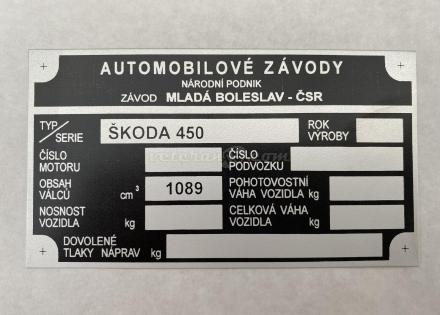 AUTOMOBILOVÉ ZÁVODY
NÁRODNÍ PODNIK
ZÁVOD MLADÁ BOLESLAV - ČSR
TYP/SERIE ŠKODA 450 ROK VÝROBY
ČÍSLO MOTORU ČÍSLO PODVOZKU
OBSAH VÁLCŮ cm³ 1089 POHOTOVOSTNÍ VÁHA VOZIDLA kg
NOSNOST VOZIDLA kg CELKOVÁ VÁHA VOZIDLA kg
DOVOLENÉ TLAKY NÁPRAV kg